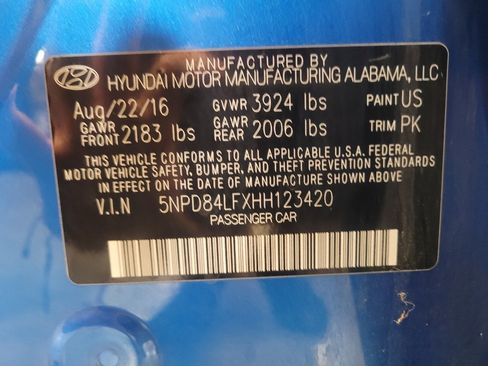 MANUFACTURED BY
HYUNDAI MOTOR MANUFACTURING ALABAMA, LLC
Aug/22/16 GVWR 3924 lbs PAINT US
GAWR FRONT 2183 lbs GAWR REAR 2006 lbs TRIM PK
THIS VEHICLE CONFORMS TO ALL APPLICABLE U.S.A. FEDERAL
MOTOR VEHICLE SAFETY, BUMPER, AND THEFT PREVENTION STANDARDS
IN EFFECT ON THE DATE OF MANUFACTURE SHOWN ABOVE.
V.I.N 5NPD84LFXHH123420
PASSENGER CAR